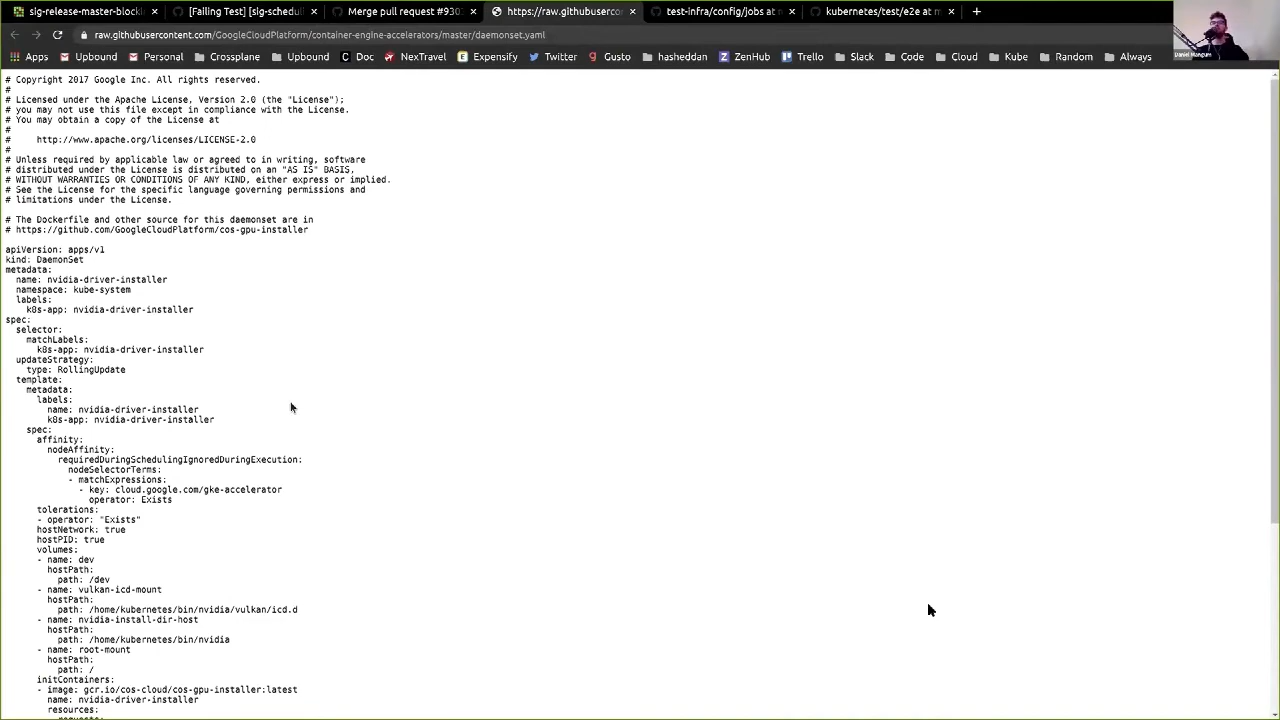 sig-release-master-blocki
[Failing Test] [sig-schedu
Merge pull request #930
https://raw.githubuserco
test-infra/config/jobs at m
kubernetes/test/e2e at m
raw.githubusercontent.com/GoogleCloudPlatform/container-engine-accelerators/master/daemonset.yaml
Apps
Upbound
Personal
Crossplane
Upbound
Doc
NexTravel
Expensify
Twitter
Gusto
hasheddan
ZenHub
Trello
Slack
Code
Cloud
Kube
Random
Always
Daniel Mangum
# Copyright 2017 Google Inc. All rights reserved.
#
# Licensed under the Apache License, Version 2.0 (the "License");
# you may not use this file except in compliance with the License.
# You may obtain a copy of the License at
#
#     http://www.apache.org/licenses/LICENSE-2.0
#
# Unless required by applicable law or agreed to in writing, software
# distributed under the License is distributed on an "AS IS" BASIS,
# WITHOUT WARRANTIES OR CONDITIONS OF ANY KIND, either express or implied.
# See the License for the specific language governing permissions and
# limitations under the License.

# The Dockerfile and other source for this daemonset are in
# https://github.com/GoogleCloudPlatform/cos-gpu-installer

apiVersion: apps/v1
kind: DaemonSet
metadata:
  name: nvidia-driver-installer
  namespace: kube-system
  labels:
    k8s-app: nvidia-driver-installer
spec:
  selector:
    matchLabels:
      k8s-app: nvidia-driver-installer
  updateStrategy:
    type: RollingUpdate
  template:
    metadata:
      labels:
        name: nvidia-driver-installer
        k8s-app: nvidia-driver-installer
    spec:
      affinity:
        nodeAffinity:
          requiredDuringSchedulingIgnoredDuringExecution:
            nodeSelectorTerms:
            - matchExpressions:
              - key: cloud.google.com/gke-accelerator
                operator: Exists
      tolerations:
      - operator: "Exists"
      hostNetwork: true
      hostPID: true
      volumes:
      - name: dev
        hostPath:
          path: /dev
      - name: vulkan-icd-mount
        hostPath:
          path: /home/kubernetes/bin/nvidia/vulkan/icd.d
      - name: nvidia-install-dir-host
        hostPath:
          path: /home/kubernetes/bin/nvidia
      - name: root-mount
        hostPath:
          path: /
      initContainers:
      - image: gcr.io/cos-cloud/cos-gpu-installer:latest
        name: nvidia-driver-installer
        resources:
          requests: